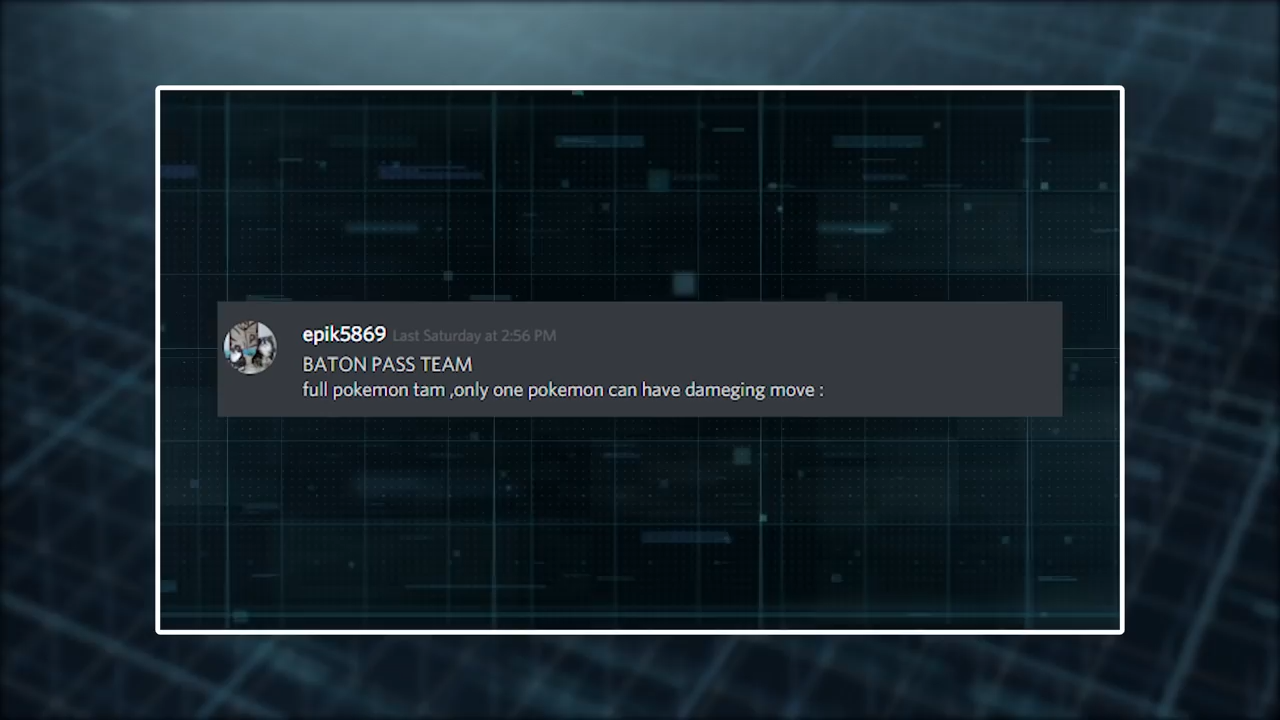 epik5869 Last Saturday at 2:56 PM
BATON PASS TEAM
full pokemon tam ,only one pokemon can have dameging move :